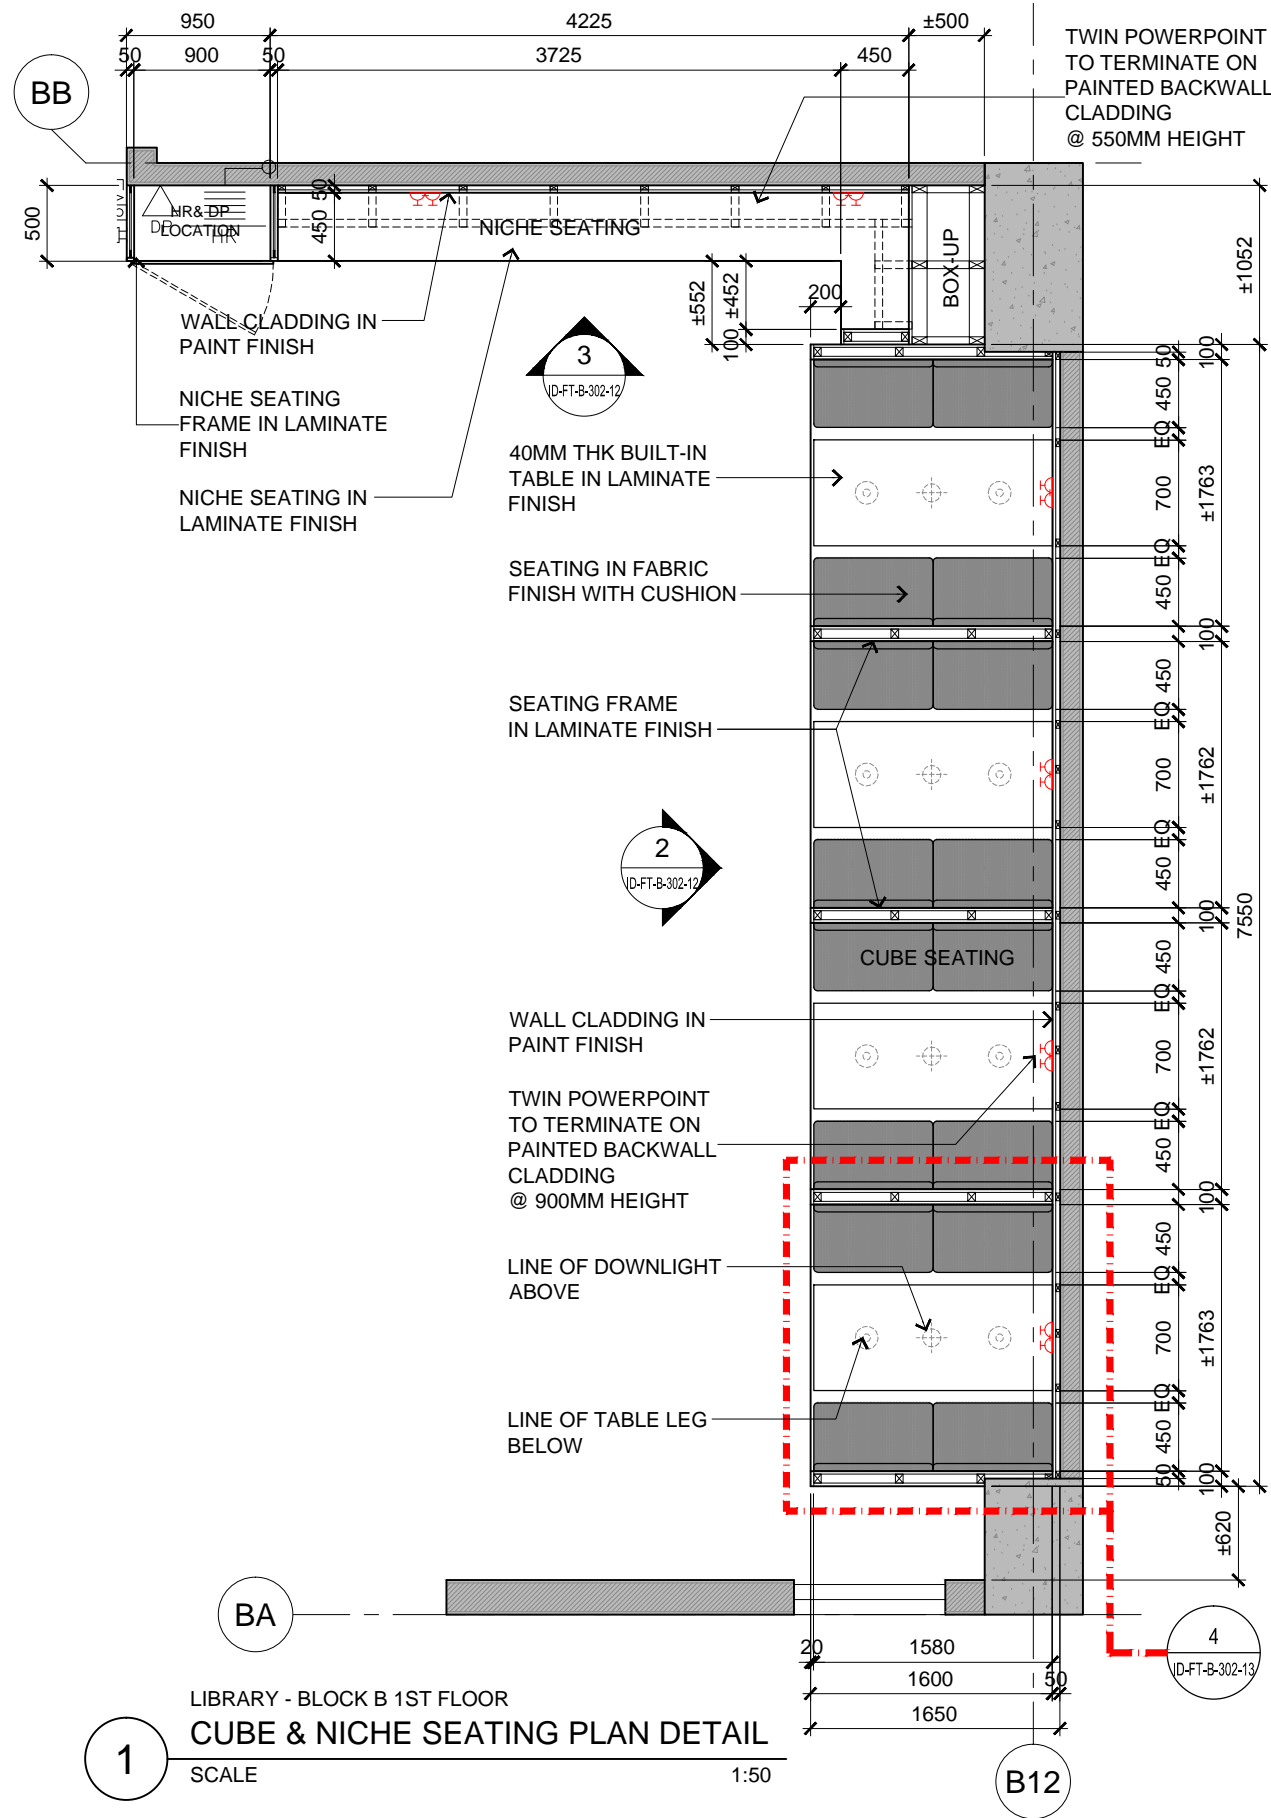 950
4225
±500
50
900
50
3725
450
TWIN POWERPOINT
TO TERMINATE ON
PAINTED BACKWALL
CLADDING
@ 550MM HEIGHT
BB
500
HR& DP
LOCATION
DP
HR
50
450
NICHE SEATING
BOX-UP
±1052
±552
±452
100
200
WALL CLADDING IN
PAINT FINISH
3
ID-FT-B-302-12
NICHE SEATING
FRAME IN LAMINATE
FINISH
NICHE SEATING IN
LAMINATE FINISH
40MM THK BUILT-IN
TABLE IN LAMINATE
FINISH
SEATING IN FABRIC
FINISH WITH CUSHION
SEATING FRAME
IN LAMINATE FINISH
2
ID-FT-B-302-12
CUBE SEATING
WALL CLADDING IN
PAINT FINISH
TWIN POWERPOINT
TO TERMINATE ON
PAINTED BACKWALL
CLADDING
@ 900MM HEIGHT
LINE OF DOWNLIGHT
ABOVE
LINE OF TABLE LEG
BELOW
50
100
450
EQ
700
±1763
EQ
450
100
450
EQ
700
±1762
EQ
450
100
7550
450
EQ
700
±1762
EQ
450
100
450
EQ
700
±1763
EQ
450
50
100
±620
BA
20
1580
1600
50
1650
4
ID-FT-B-302-13
B12
1
LIBRARY - BLOCK B 1ST FLOOR
CUBE & NICHE SEATING PLAN DETAIL
SCALE
1:50